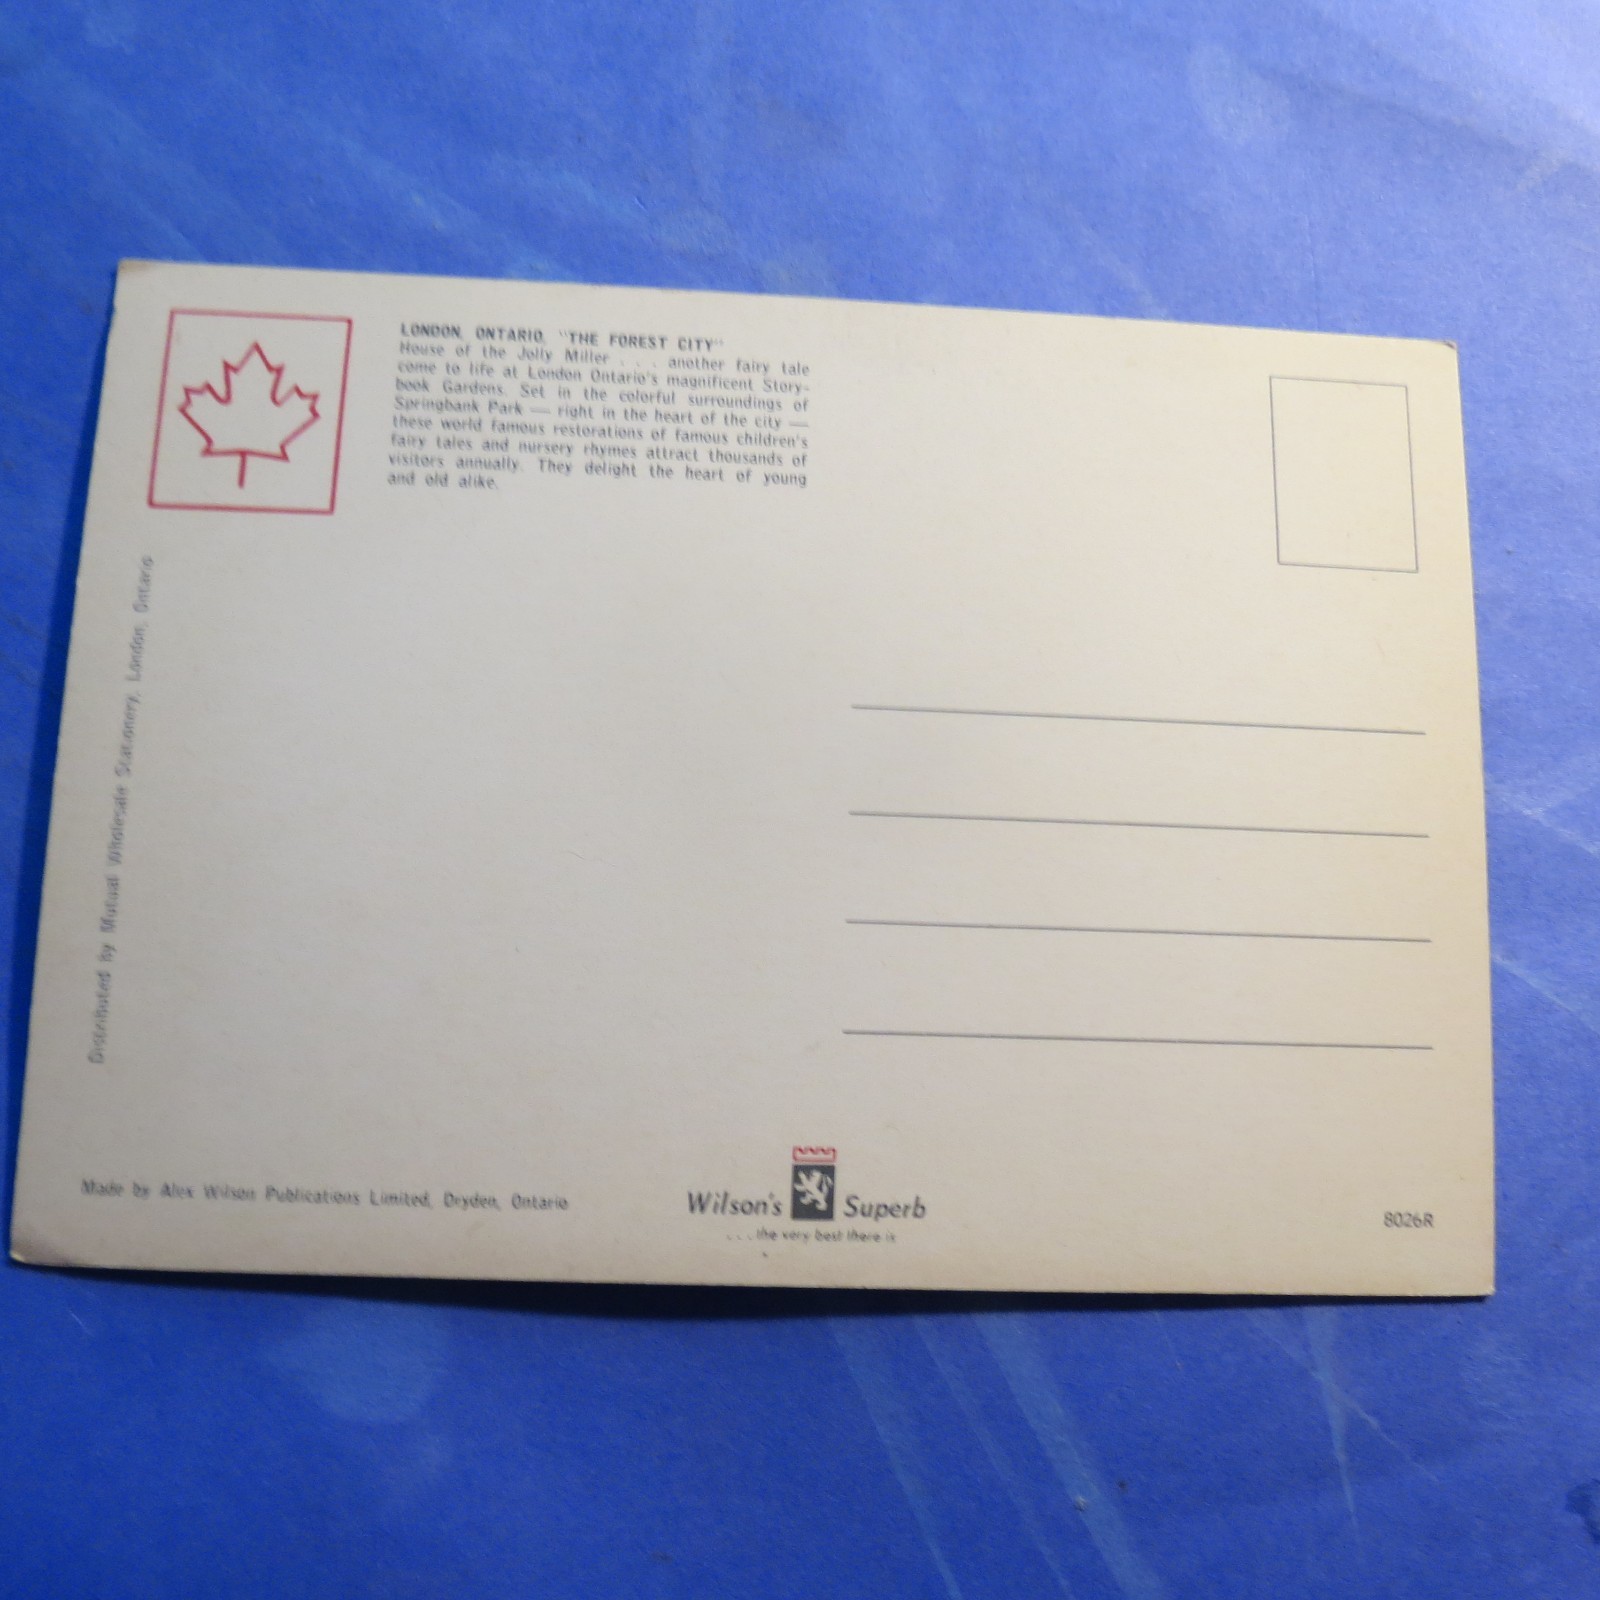 LONDON, ONTARIO, "THE FOREST CITY"
House of the Jolly Miller . . . another fairy tale
come to life at London Ontario's magnificent Story-
book Gardens. Set in the colorful surroundings of
Springbank Park — right in the heart of the city —
these world famous restorations of famous children's
fairy tales and nursery rhymes attract thousands of
visitors annually. They delight the heart of young
and old alike.
Distributed by Mutual Wholesale Stationery, London, Ontario
Made by Alex Wilson Publications Limited, Dryden, Ontario
Wilson's Superb
. . . the very best there is
8026R